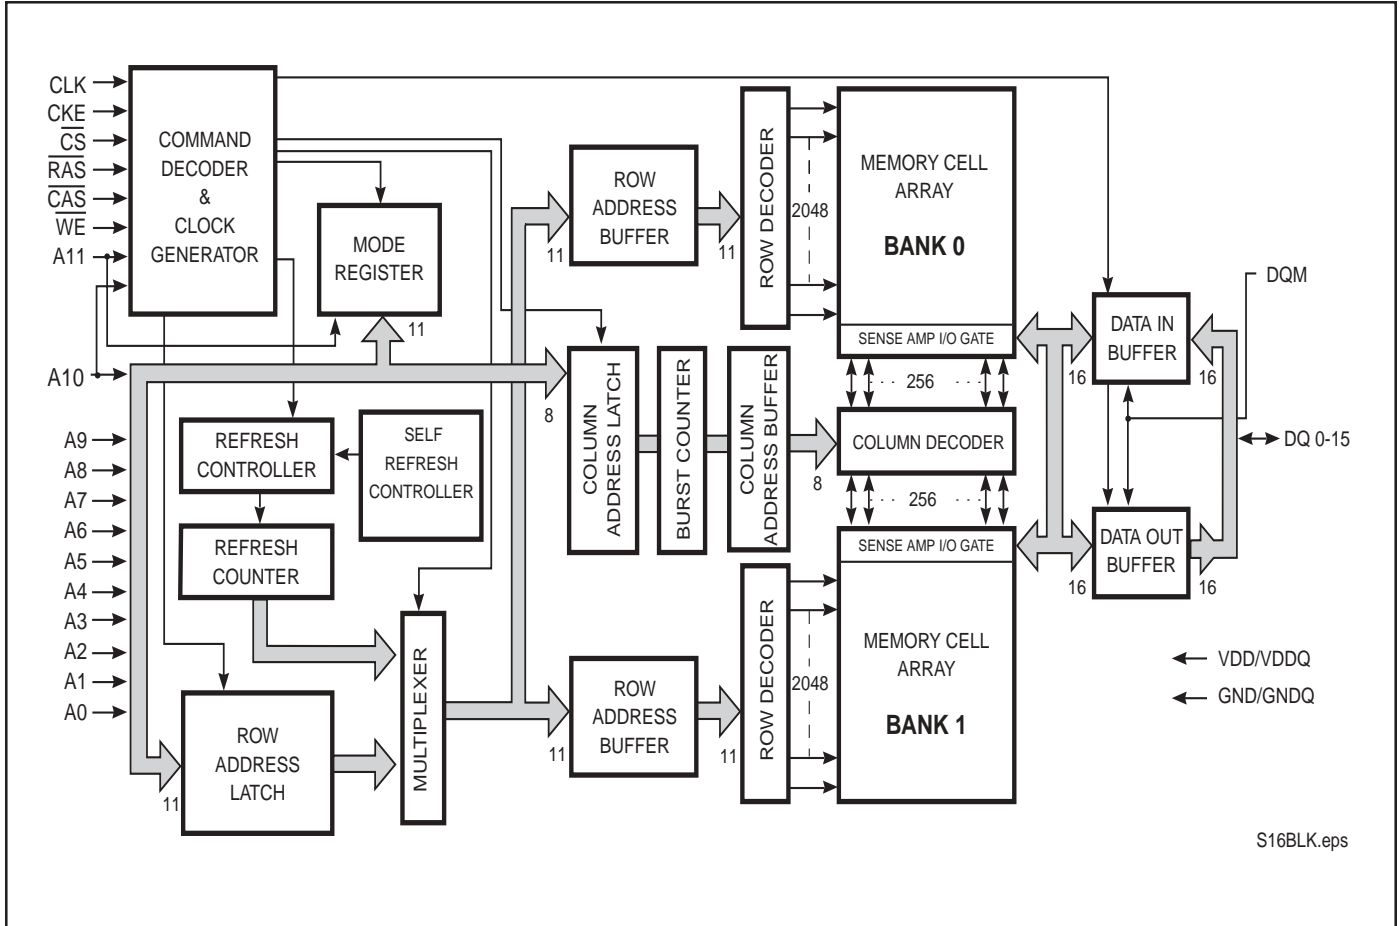 CLK
CKE
CS
RAS
CAS
WE
A11
A10
A9
A8
A7
A6
A5
A4
A3
A2
A1
A0
COMMAND
DECODER
&
CLOCK
GENERATOR
MODE
REGISTER
11
REFRESH
CONTROLLER
SELF
REFRESH
CONTROLLER
REFRESH
COUNTER
ROW
ADDRESS
LATCH
11
MULTIPLEXER
ROW
ADDRESS
BUFFER
11
11
ROW DECODER
2048
MEMORY CELL
ARRAY
BANK 0
SENSE AMP I/O GATE
256
8
COLUMN
ADDRESS LATCH
BURST COUNTER
COLUMN
ADDRESS BUFFER
8
COLUMN DECODER
256
SENSE AMP I/O GATE
MEMORY CELL
ARRAY
BANK 1
ROW
ADDRESS
BUFFER
11
11
ROW DECODER
2048
DQM
DATA IN
BUFFER
16
16
DQ 0-15
DATA OUT
BUFFER
16
16
VDD/VDDQ
GND/GNDQ
S16BLK.eps